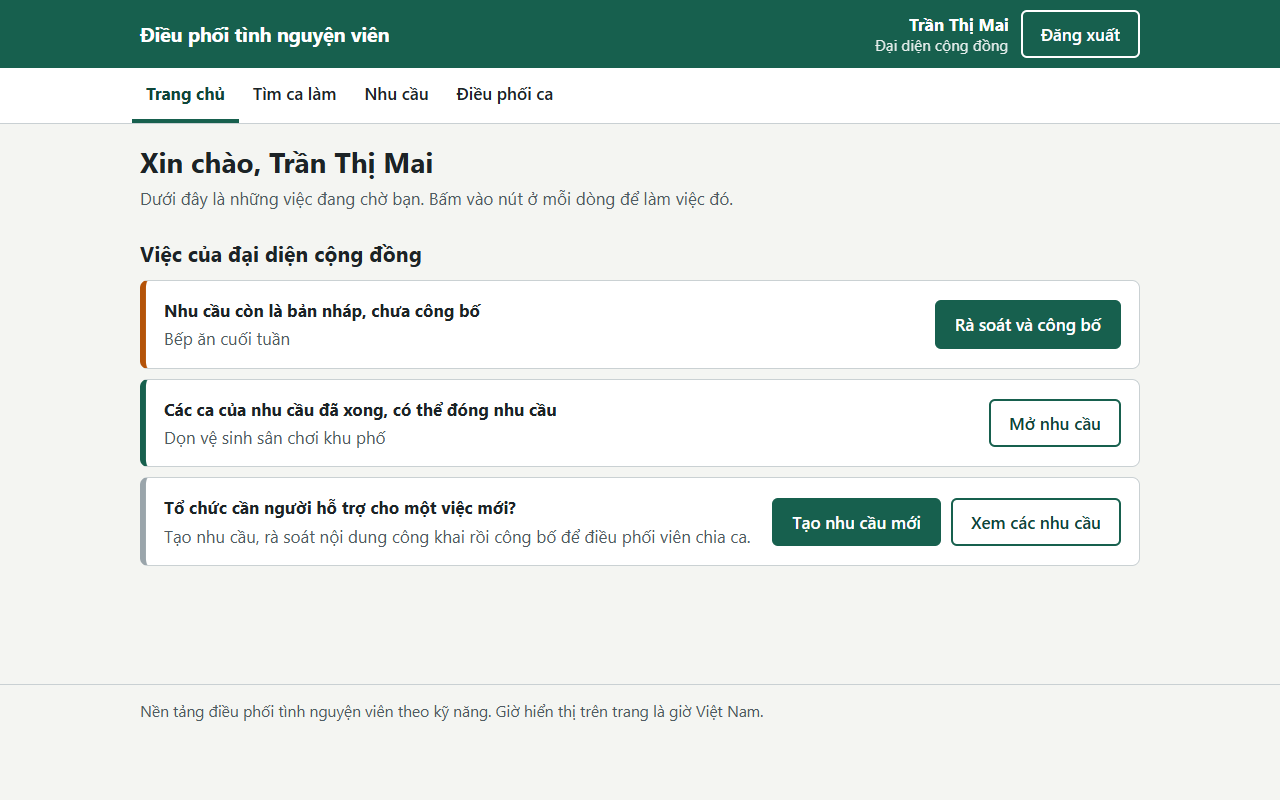 Điều phối tình nguyện viên
Trần Thị Mai
Đại diện cộng đồng
Đăng xuất
Trang chủ
Tìm ca làm
Nhu cầu
Điều phối ca
Xin chào, Trần Thị Mai
Dưới đây là những việc đang chờ bạn. Bấm vào nút ở mỗi dòng để làm việc đó.
Việc của đại diện cộng đồng
Nhu cầu còn là bản nháp, chưa công bố
Bếp ăn cuối tuần
Rà soát và công bố
Các ca của nhu cầu đã xong, có thể đóng nhu cầu
Dọn vệ sinh sân chơi khu phố
Mở nhu cầu
Tổ chức cần người hỗ trợ cho một việc mới?
Tạo nhu cầu, rà soát nội dung công khai rồi công bố để điều phối viên chia ca.
Tạo nhu cầu mới
Xem các nhu cầu
Nền tảng điều phối tình nguyện viên theo kỹ năng. Giờ hiển thị trên trang là giờ Việt Nam.